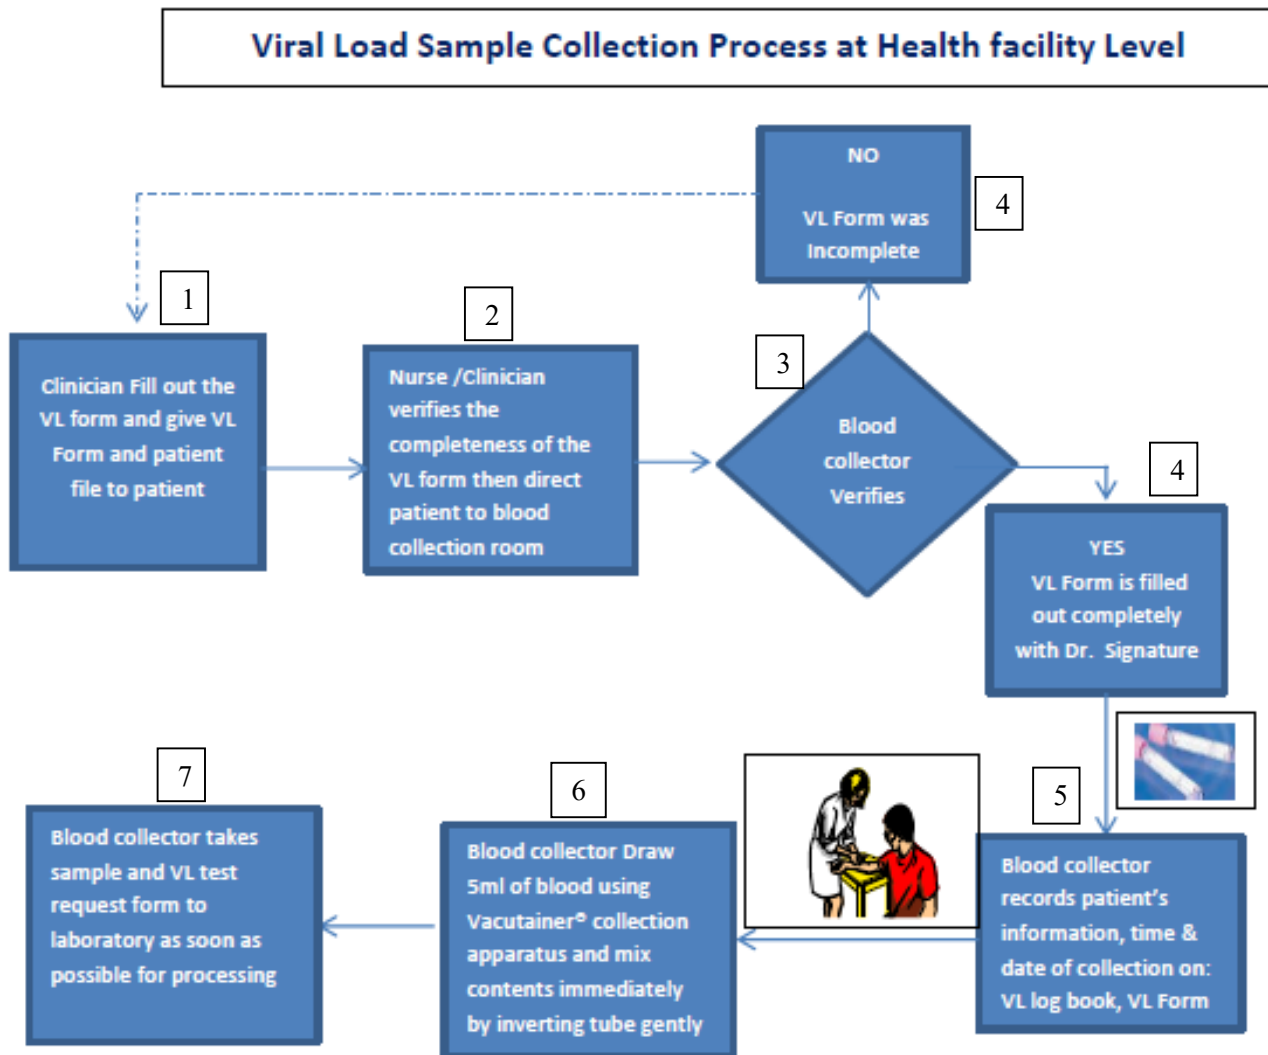 Viral Load Sample Collection Process at Health facility Level
NO
VL Form was
Incomplete
4
1
Clinician Fill out the
VL form and give VL
Form and patient
file to patient
2
Nurse /Clinician
verifies the
completeness of the
VL form then direct
patient to blood
collection room
3
Blood
collector
Verifies
4
YES
VL Form is filled
out completely
with Dr. Signature
5
Blood collector
records patient's
information, time &
date of collection on:
VL log book, VL Form
6
Blood collector Draw
5ml of blood using
Vacutainer® collection
apparatus and mix
contents immediately
by inverting tube gently
7
Blood collector takes
sample and VL test
request form to
laboratory as soon as
possible for processing